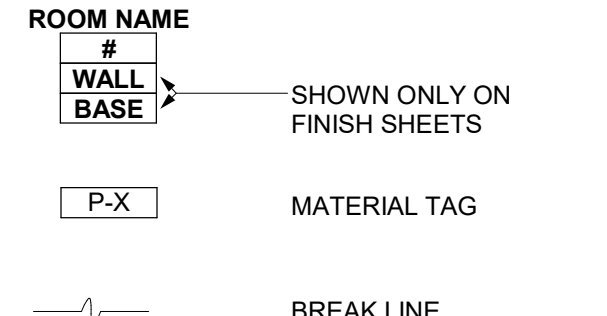 ROOM NAME
#
WALL
BASE
SHOWN ONLY ON
FINISH SHEETS
P-X
MATERIAL TAG
BREAK LINE